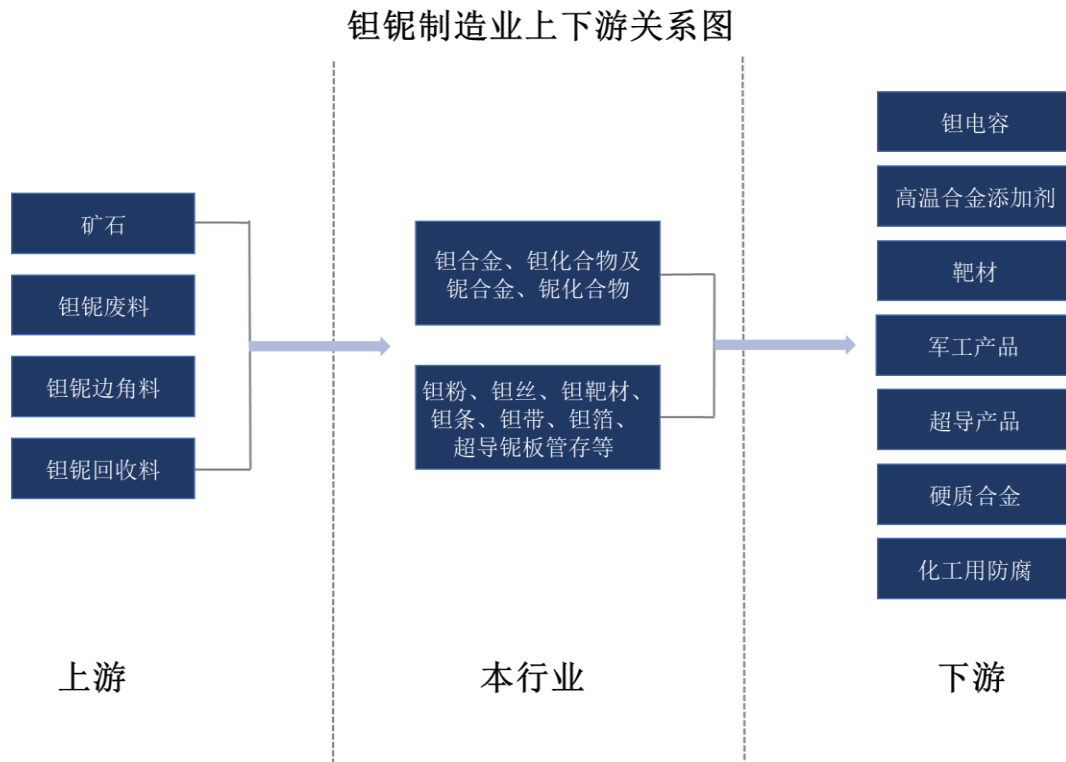 钽铌制造业上下游关系图
矿石
钽铌废料
钽铌边角料
钽铌回收料
上游
钽合金、钽化合物及
铌合金、铌化合物
钽粉、钽丝、钽靶材、
钽条、钽带、钽箔、
超导铌板管存等
本行业
钽电容
高温合金添加剂
靶材
军工产品
超导产品
硬质合金
化工用防腐
下游